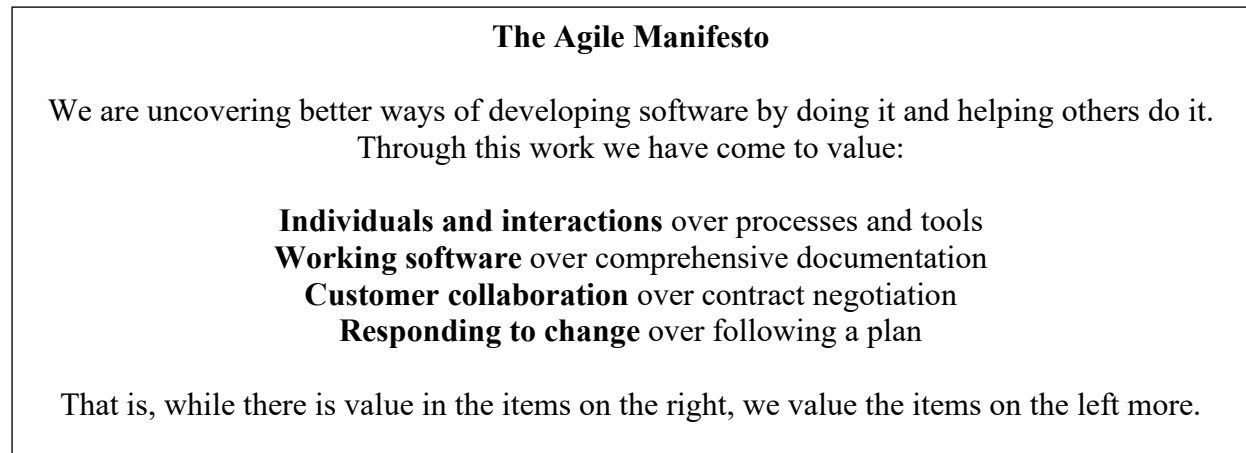 The Agile Manifesto
We are uncovering better ways of developing software by doing it and helping others do it.
Through this work we have come to value:
Individuals and interactions over processes and tools
Working software over comprehensive documentation
Customer collaboration over contract negotiation
Responding to change over following a plan
That is, while there is value in the items on the right, we value the items on the left more.